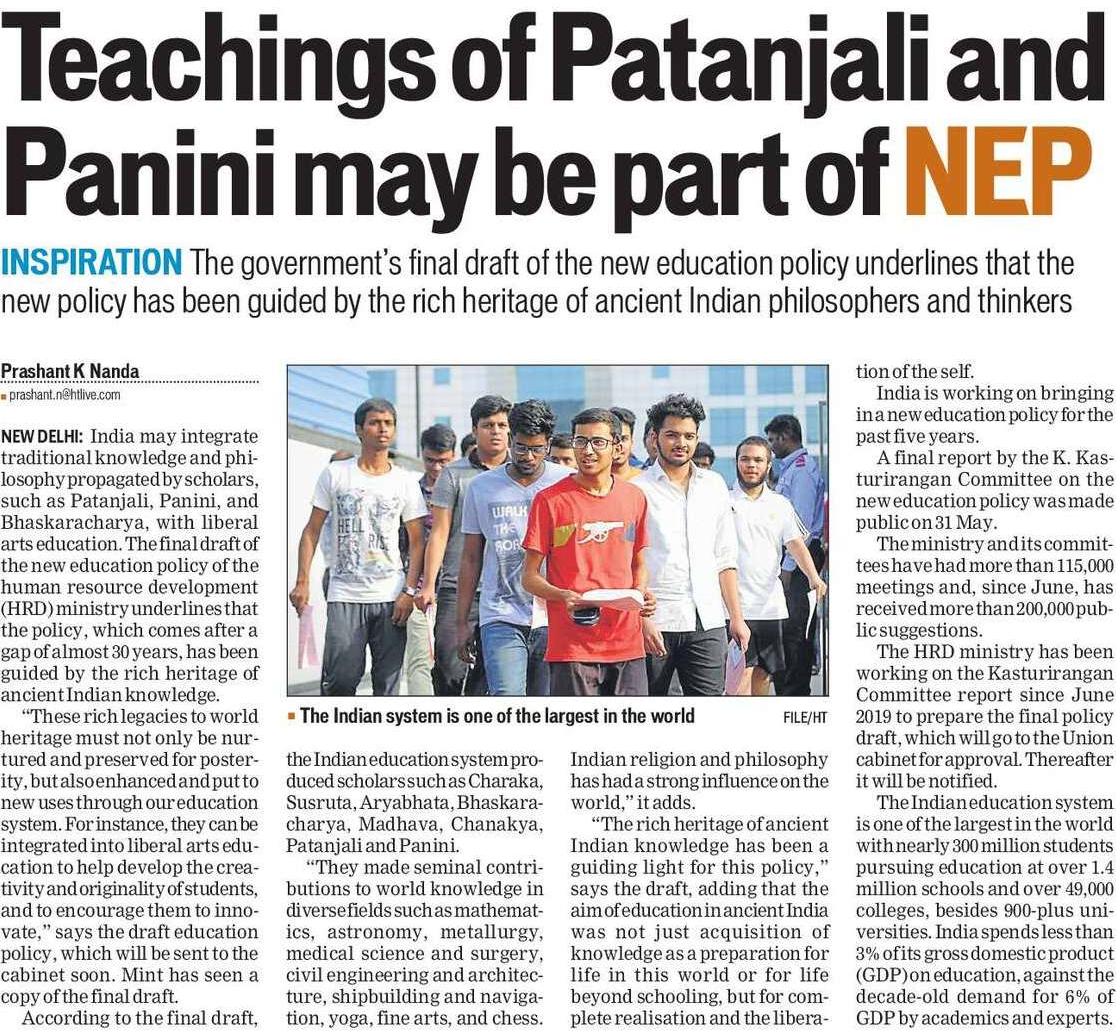 Teachings of Patanjali and
Panini may be part of NEP
INSPIRATION The government's final draft of the new education policy underlines that the
new policy has been guided by the rich heritage of ancient Indian philosophers and thinkers
Prashant K Nanda
prashant.n@htlive.com
NEW DELHI: India may integrate
traditional knowledge and phi-
losophy propagated by scholars,
such as Patanjali, Panini, and
Bhaskaracharya, with liberal
arts education. The final draft of
the new education policy of the
human resource development
(HRD) ministry underlines that
the policy, which comes after a
gap of almost 30 years, has been
guided by the rich heritage of
ancient Indian knowledge.
"These rich legacies to world
heritage must not only be nur-
tured and preserved for poster-
ity, but also enhanced and put to
new uses through our education
system. For instance, they can be
integrated into liberal arts edu-
cation to help develop the crea-
tivity and originality of students,
and to encourage them to inno-
vate," says the draft education
policy, which will be sent to the
cabinet soon. Mint has seen a
copy of the final draft.
According to the final draft,
HELL
WALK
THE
The Indian system is one of the largest in the world
FILE/HT
the Indian education system pro-
duced scholars such as Charaka,
Susruta, Aryabhata, Bhaskara-
charya, Madhava, Chanakya,
Patanjali and Panini.
"They made seminal contri-
butions to world knowledge in
diverse fields such as mathemat-
ics, astronomy, metallurgy,
medical science and surgery,
civil engineering and architec-
ture, shipbuilding and naviga-
tion, yoga, fine arts, and chess.
Indian religion and philosophy
has had a strong influence on the
world," it adds.
"The rich heritage of ancient
Indian knowledge has been a
guiding light for this policy,"
says the draft, adding that the
aim of education in ancient India
was not just acquisition of
knowledge as a preparation for
life in this world or for life
beyond schooling, but for com-
plete realisation and the libera-
tion of the self.
India is working on bringing
in a new education policy for the
past five years.
A final report by the K. Kas-
turirangan Committee on the
new education policy was made
public on 31 May.
The ministry and its commit-
tees have had more than 115,000
meetings and, since June, has
received more than 200,000 pub-
lic suggestions.
The HRD ministry has been
working on the Kasturirangan
Committee report since June
2019 to prepare the final policy
draft, which will go to the Union
cabinet for approval. Thereafter
it will be notified.
The Indian education system
is one of the largest in the world
with nearly 300 million students
pursuing education at over 1.4
million schools and over 49,000
colleges, besides 900-plus uni-
versities. India spends less than
3% of its gross domestic product
(GDP) on education, against the
decade-old demand for 6% of
GDP by academics and experts.